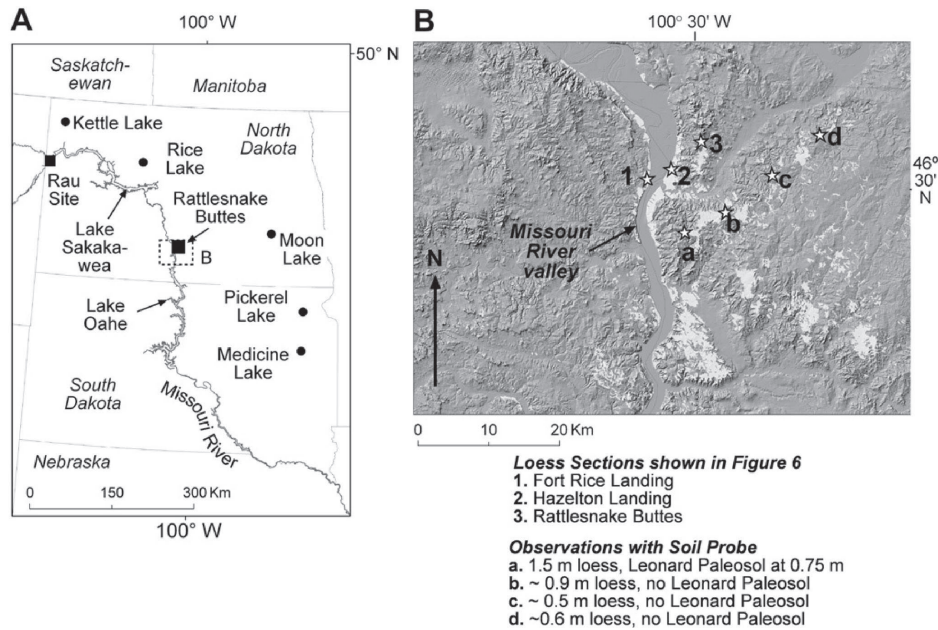 A
100° W
50° N
Saskatch-
ewan
Manitoba
Kettle Lake
North
Dakota
Rice
Lake
Rau
Site
Rattlesnake
Buttes
Lake
Sakaka-
wea
B
Moon
Lake
Lake
Oahe
Pickerel
Lake
Medicine
Lake
South
Dakota
Missouri River
Nebraska
0 150 300 Km
100° W
B
100° 30' W
46°
30'
N
1
2
3
d
c
b
a
Missouri
River
valley
N
0 10 20 Km
Loess Sections shown in Figure 6
1. Fort Rice Landing
2. Hazelton Landing
3. Rattlesnake Buttes
Observations with Soil Probe
a. 1.5 m loess, Leonard Paleosol at 0.75 m
b. ~ 0.9 m loess, no Leonard Paleosol
c. ~ 0.5 m loess, no Leonard Paleosol
d. ~0.6 m loess, no Leonard Paleosol